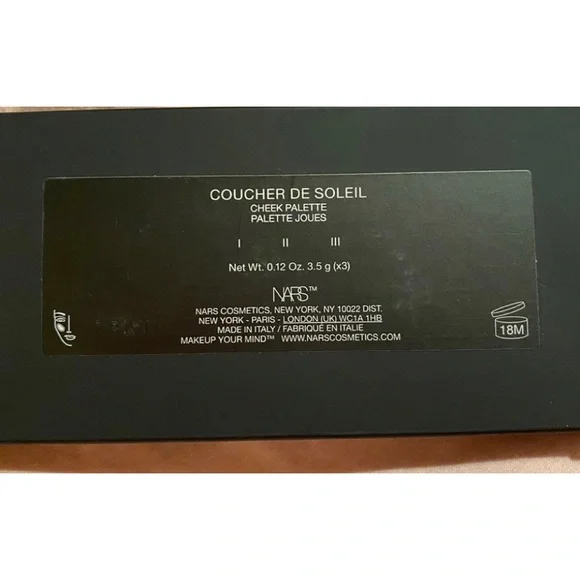 COUCHER DE SOLEIL
CHEEK PALETTE
PALETTE JOUES
I II III
Net Wt. 0.12 Oz. 3.5 g (x3)
NARS™
NARS COSMETICS, NEW YORK, NY 10022 DIST.
NEW YORK - PARIS - LONDON (UK) WC1A 1HB
MADE IN ITALY / FABRIQUÉ EN ITALIE
MAKEUP YOUR MIND™ WWW.NARSCOSMETICS.COM
18M